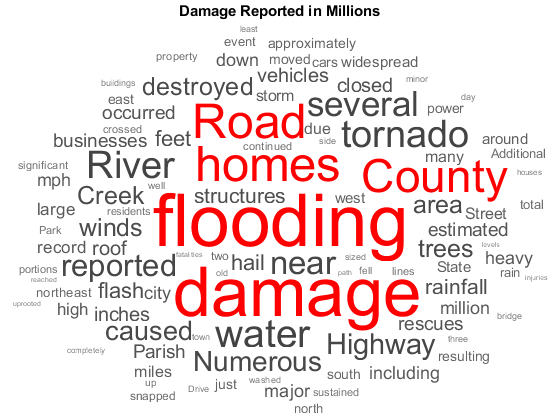 Damage Reported in Millions
least
event approximately
property down moved cars widespread
buildings destroyed vehicles closed minor
east storm several day
occurred Road due power
crossed tornado around
businesses feet continued side many Additional
significant River homes County houses
mph well structures west
large Creek area Street total
residents flooding estimated
Park winds
record roof trees levels
portions reported fatalities two hail near sized State heavy
reached old path fell lines rain injuries
northeast flash city damage rainfall
uprooted high inches million bridge
caused town water rescues
completely Parish Highway three
miles Numerous resulting
up south including
snapped Drive just washed major sustained
north